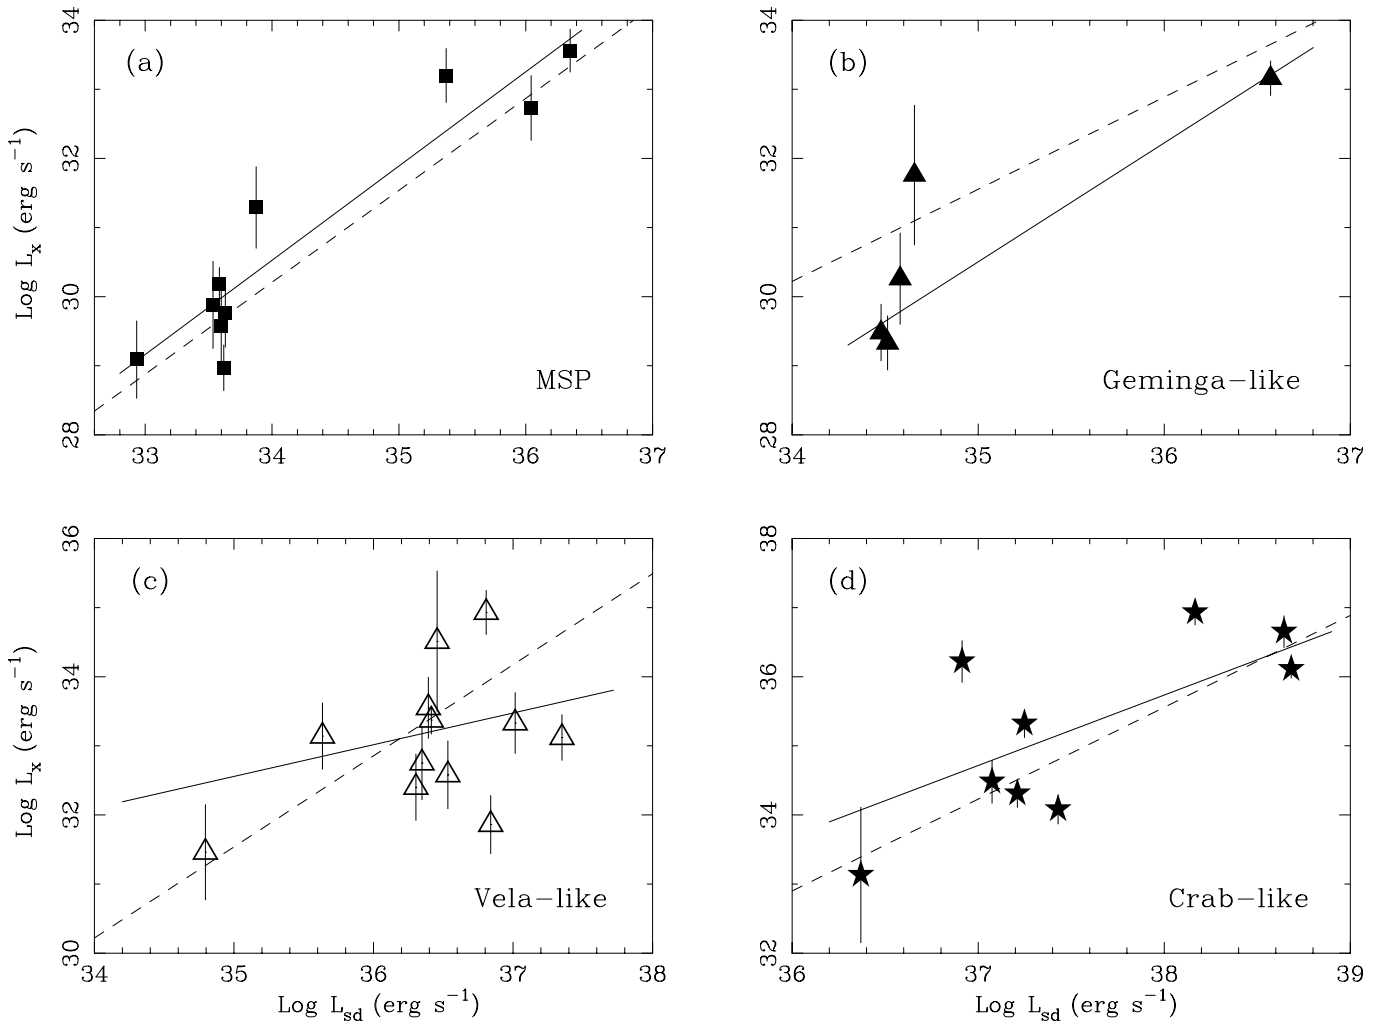 (a)
34
32
30
28
Log L_x (erg s^−1)
MSP
33 34 35 36 37
(b)
34
32
30
28
Geminga−like
34 35 36 37
(c)
36
34
32
30
Log L_x (erg s^−1)
Vela−like
34 35 36 37 38
Log L_sd (erg s^−1)
(d)
38
36
34
32
Crab−like
36 37 38 39
Log L_sd (erg s^−1)